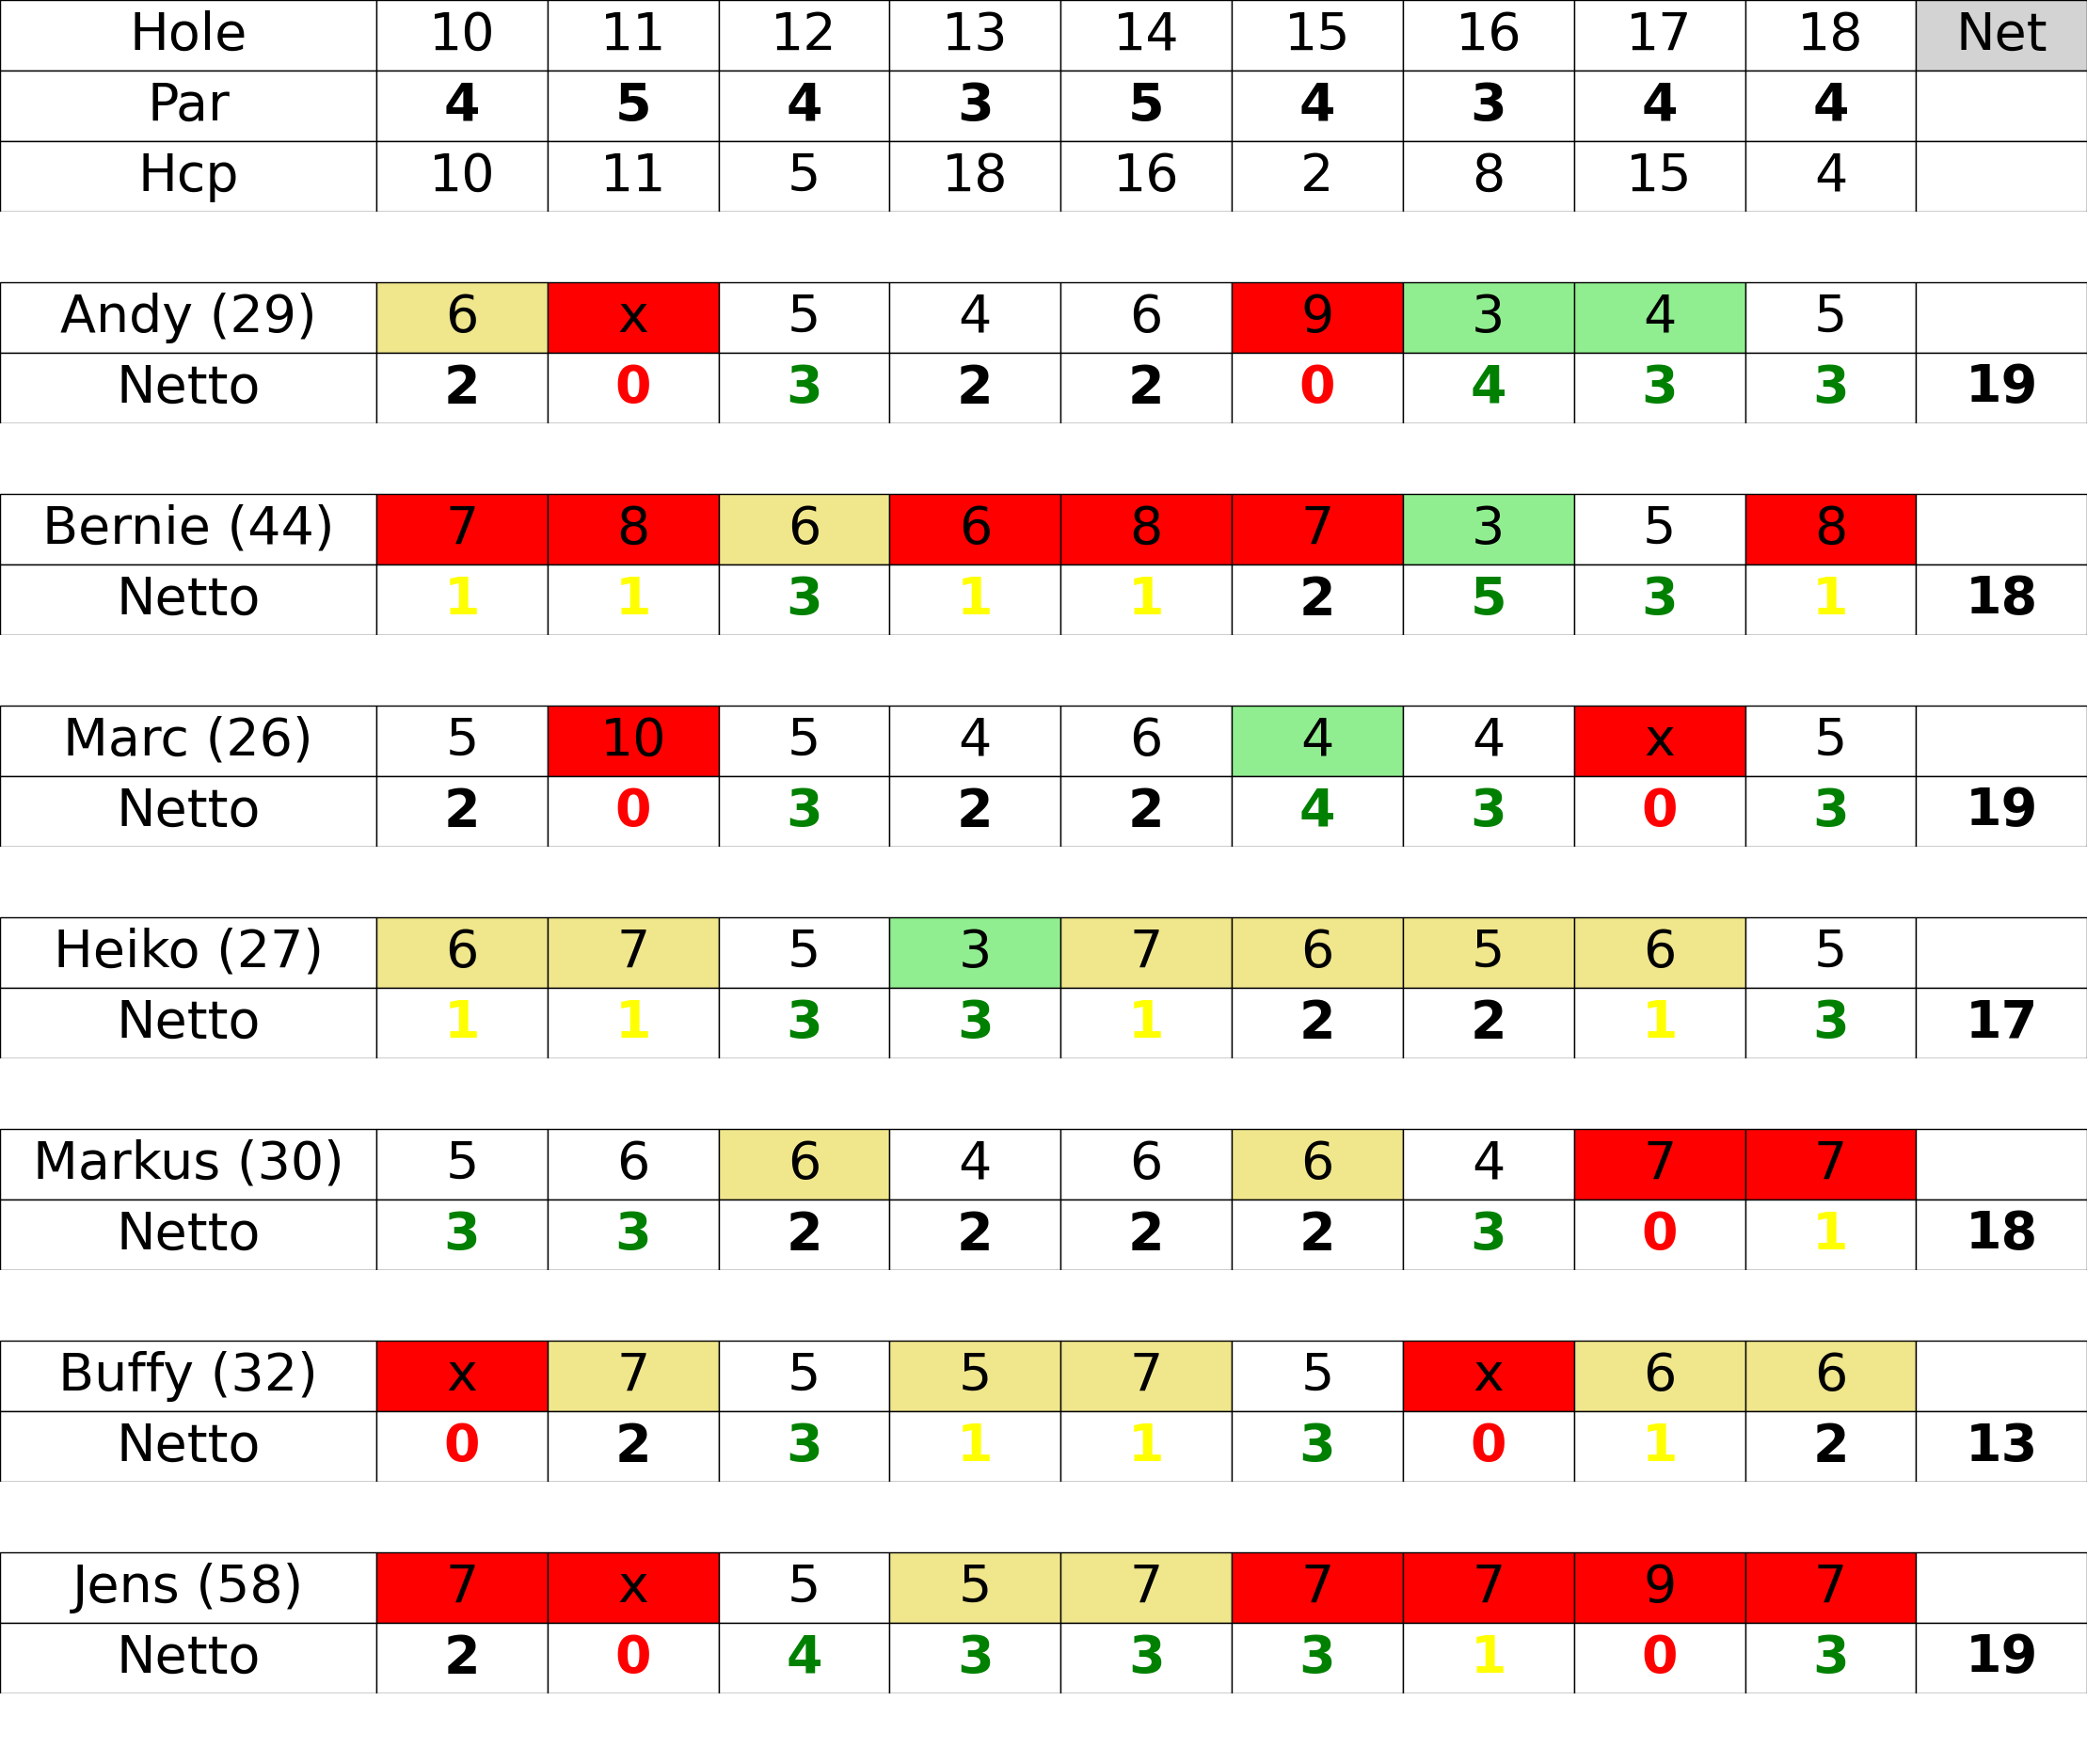 Hole 10 11 12 13 14 15 16 17 18 Net
Par 4 5 4 3 5 4 3 4 4
Hcp 10 11 5 18 16 2 8 15 4
Andy (29) 6 x 5 4 6 9 3 4 5
Netto 2 0 3 2 2 0 4 3 3 19
Bernie (44) 7 8 6 6 8 7 3 5 8
Netto 1 1 3 1 1 2 5 3 1 18
Marc (26) 5 10 5 4 6 4 4 x 5
Netto 2 0 3 2 2 4 3 0 3 19
Heiko (27) 6 7 5 3 7 6 5 6 5
Netto 1 1 3 3 1 2 2 1 3 17
Markus (30) 5 6 6 4 6 6 4 7 7
Netto 3 3 2 2 2 2 3 0 1 18
Buffy (32) x 7 5 5 7 5 x 6 6
Netto 0 2 3 1 1 3 0 1 2 13
Jens (58) 7 x 5 5 7 7 7 9 7
Netto 2 0 4 3 3 3 1 0 3 19